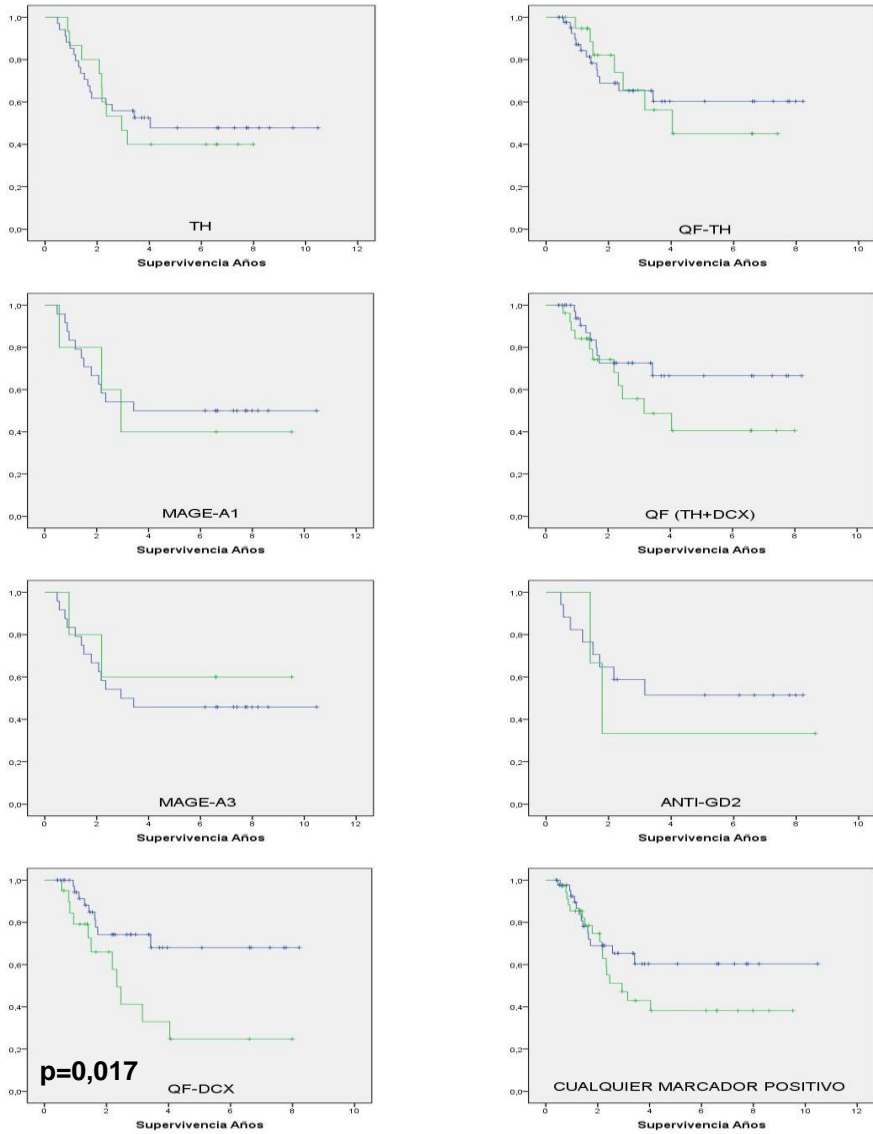 1,0
0,8
0,6
0,4
0,2
0,0
TH
0 2 4 6 8 10 12
Supervivencia Años
1,0
0,8
0,6
0,4
0,2
0,0
QF-TH
0 2 4 6 8 10
Supervivencia Años
1,0
0,8
0,6
0,4
0,2
0,0
MAGE-A1
0 2 4 6 8 10 12
Supervivencia Años
1,0
0,8
0,6
0,4
0,2
0,0
QF (TH+DCX)
0 2 4 6 8 10
Supervivencia Años
1,0
0,8
0,6
0,4
0,2
0,0
MAGE-A3
0 2 4 6 8 10 12
Supervivencia Años
1,0
0,8
0,6
0,4
0,2
0,0
ANTI-GD2
0 2 4 6 8 10
Supervivencia Años
1,0
0,8
0,6
0,4
0,2
0,0
p=0,017
QF-DCX
0 2 4 6 8 10
Supervivencia Años
1,0
0,8
0,6
0,4
0,2
0,0
CUALQUIER MARCADOR POSITIVO
0 2 4 6 8 10 12
Supervivencia Años